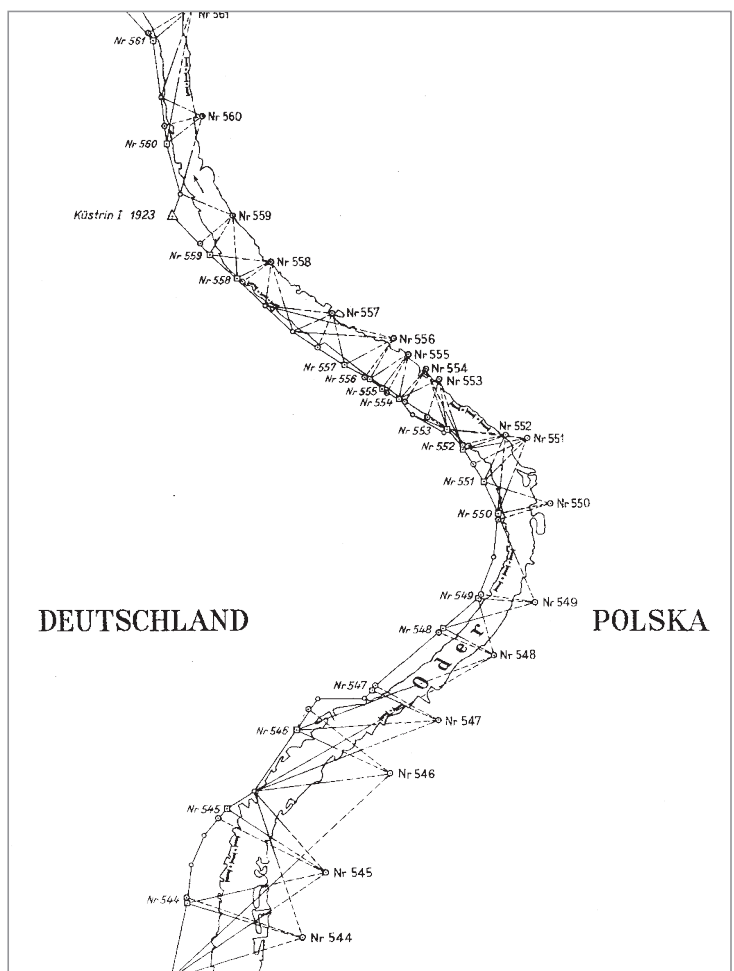 Nr 561
Nr 561
Nr 560
Nr 560
Küstrin I 1923
Nr 559
Nr 559
Nr 558
Nr 558
Nr 557
Nr 556
Nr 555
Nr 557
Nr 554
Nr 556
Nr 553
Nr 555
Nr 554
Nr 552
Nr 553
Nr 551
Nr 552
Nr 551
Nr 550
Nr 550
Nr 549
Nr 549
DEUTSCHLAND
POLSKA
Nr 548
Oder
Nr 548
Nr 547
Nr 547
Nr 546
Nr 546
Nr 545
Nr 545
Nr 544
Nr 544